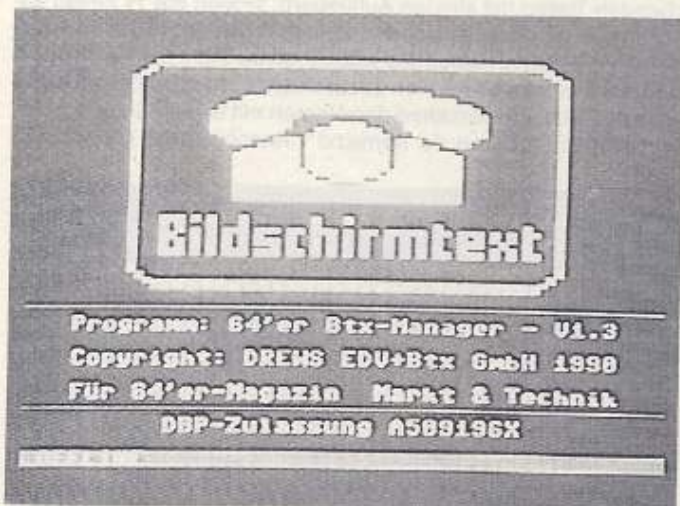 Bildschirmtext
Programm: 64'er Btx-Manager - V1.3
Copyright: DREWS EDV+Btx GmbH 1990
Für 64'er-Magazin Markt & Technik
DBP-Zulassung A509196X